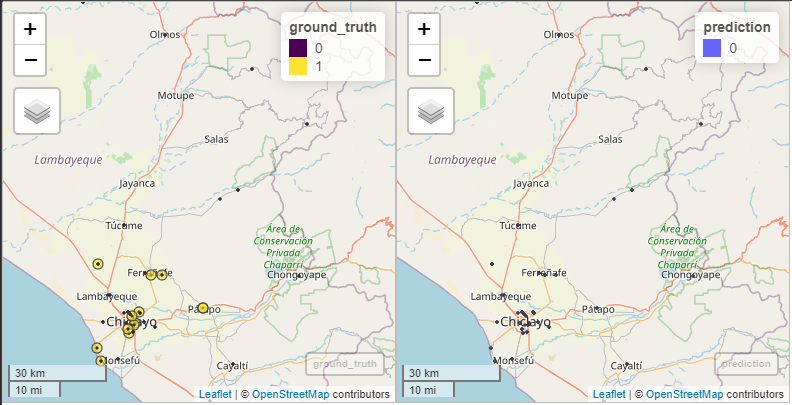 +
−
ground_truth
0
1
Olmos
Motupe
Salas
Lambayeque
Jayanca
Túcume
Área de
Conservación
Privada
Chaparrí
Chongoyape
Ferreñafe
Lambayeque
Pátapo
Chiclayo
Monsefú
Cayaltí
ground_truth
30 km
10 mi
Leaflet | © OpenStreetMap contributors
+
−
prediction
0
Olmos
Motupe
Salas
Lambayeque
Jayanca
Túcume
Área de
Conservación
Privada
Chaparrí
Chongoyape
Ferreñafe
Lambayeque
Pátapo
Chiclayo
Monsefú
Cayaltí
prediction
30 km
10 mi
Leaflet | © OpenStreetMap contributors